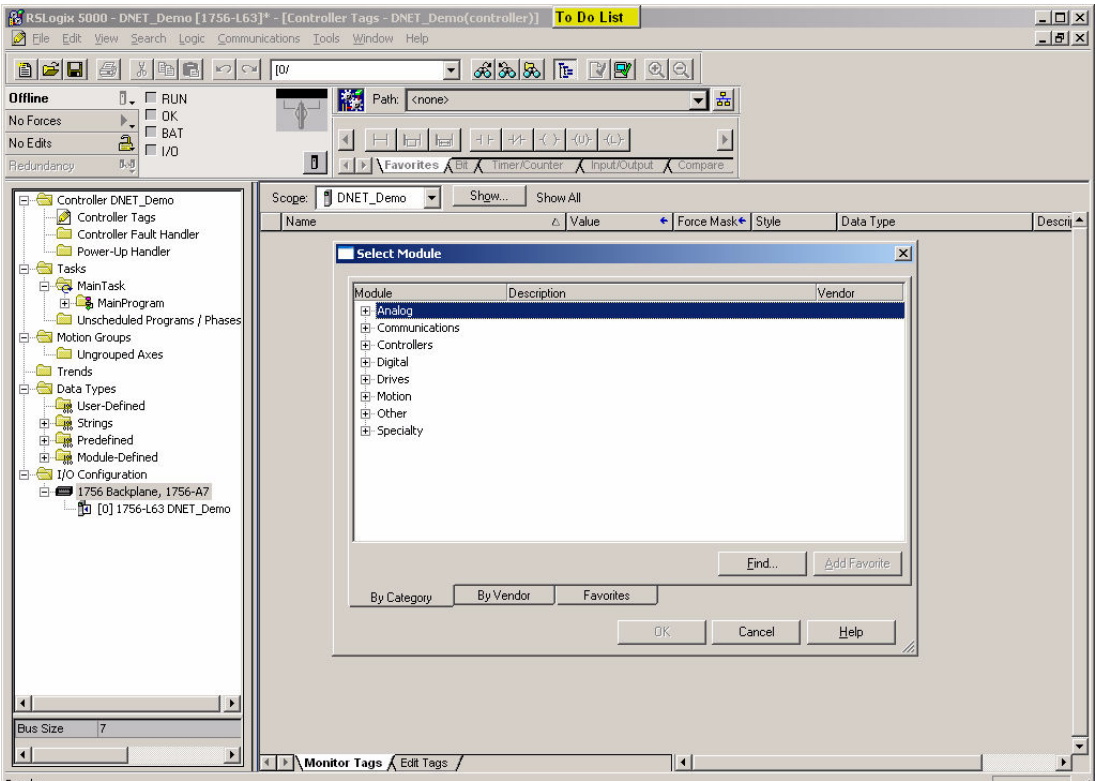 RSLogix 5000 - DNET_Demo [1756-L63]* - [Controller Tags - DNET_Demo(controller)]
To Do List
File Edit View Search Logic Communications Tools Window Help
[0/
Offline
RUN
Path: <none>
No Forces
OK
BAT
No Edits
I/O
Redundancy
Favorites Bit Timer/Counter Input/Output Compare
Controller DNET_Demo
Controller Tags
Controller Fault Handler
Power-Up Handler
Tasks
MainTask
MainProgram
Unscheduled Programs / Phases
Motion Groups
Ungrouped Axes
Trends
Data Types
User-Defined
Strings
Predefined
Module-Defined
I/O Configuration
1756 Backplane, 1756-A7
[0] 1756-L63 DNET_Demo
Bus Size 7
Scope: DNET_Demo Show... Show All
Name Value Force Mask Style Data Type Descrip
Select Module
Module Description Vendor
Analog
Communications
Controllers
Digital
Drives
Motion
Other
Specialty
Find... Add Favorite
By Category By Vendor Favorites
OK Cancel Help
Monitor Tags Edit Tags